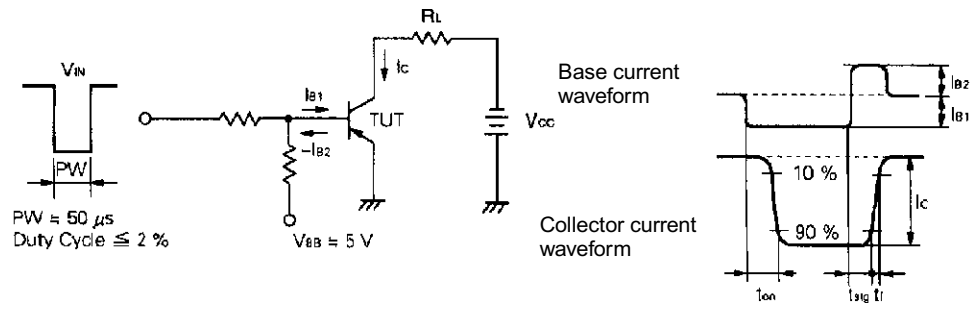 VIN
PW
PW ≒ 50 μs
Duty Cycle ≦ 2 %
IB1
−IB2
VBB ≒ 5 V
TUT
IC
RL
VCC
Base current
waveform
IB2
IB1
Collector current
waveform
10 %
90 %
IC
ton
tstg tf